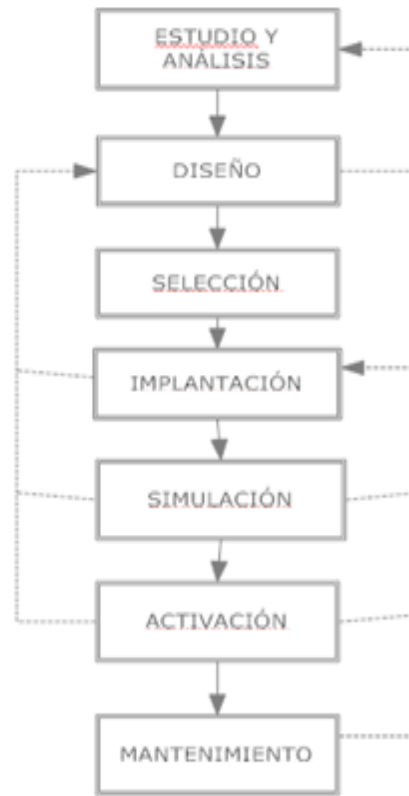 ESTUDIO Y
ANÁLISIS
DISEÑO
SELECCIÓN
IMPLANTACIÓN
SIMULACIÓN
ACTIVACIÓN
MANTENIMIENTO